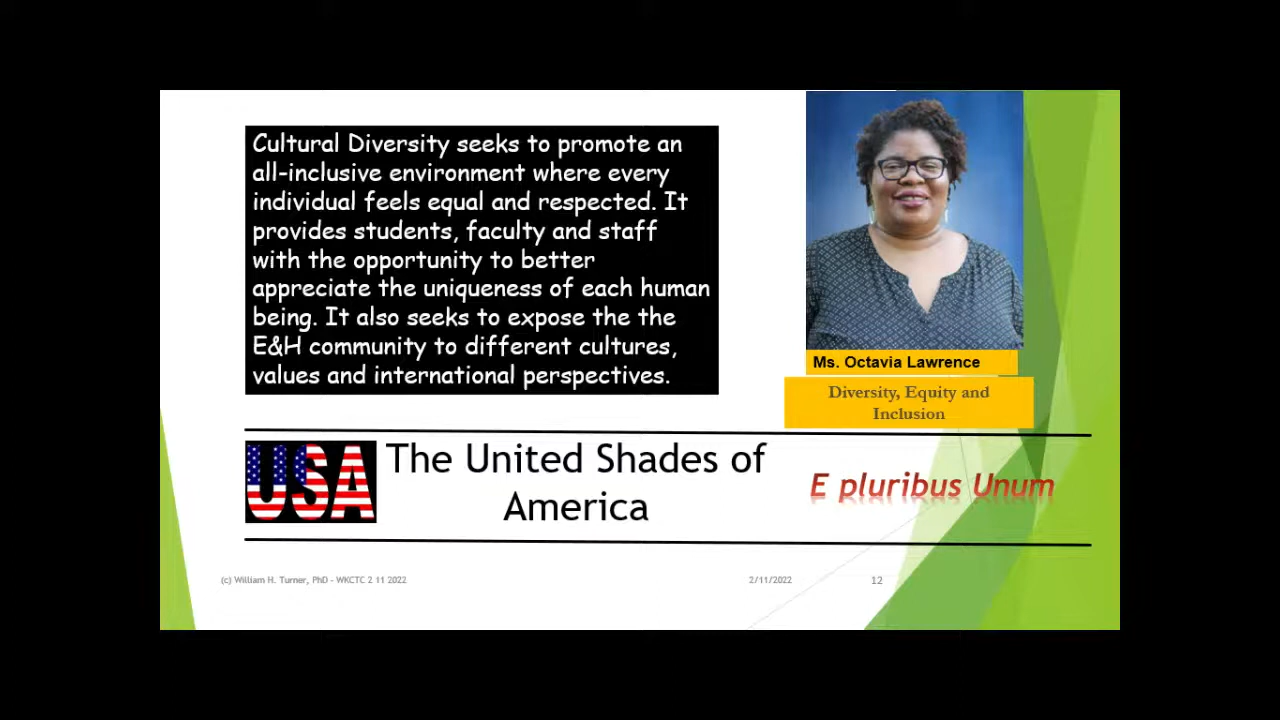 Cultural Diversity seeks to promote an
all-inclusive environment where every
individual feels equal and respected. It
provides students, faculty and staff
with the opportunity to better
appreciate the uniqueness of each human
being. It also seeks to expose the the
E&H community to different cultures,
values and international perspectives.
Ms. Octavia Lawrence
Diversity, Equity and
Inclusion
USA
The United Shades of
America
E pluribus Unum
(c) William H. Turner, PhD - WKCTC 2 11 2022
2/11/2022
12